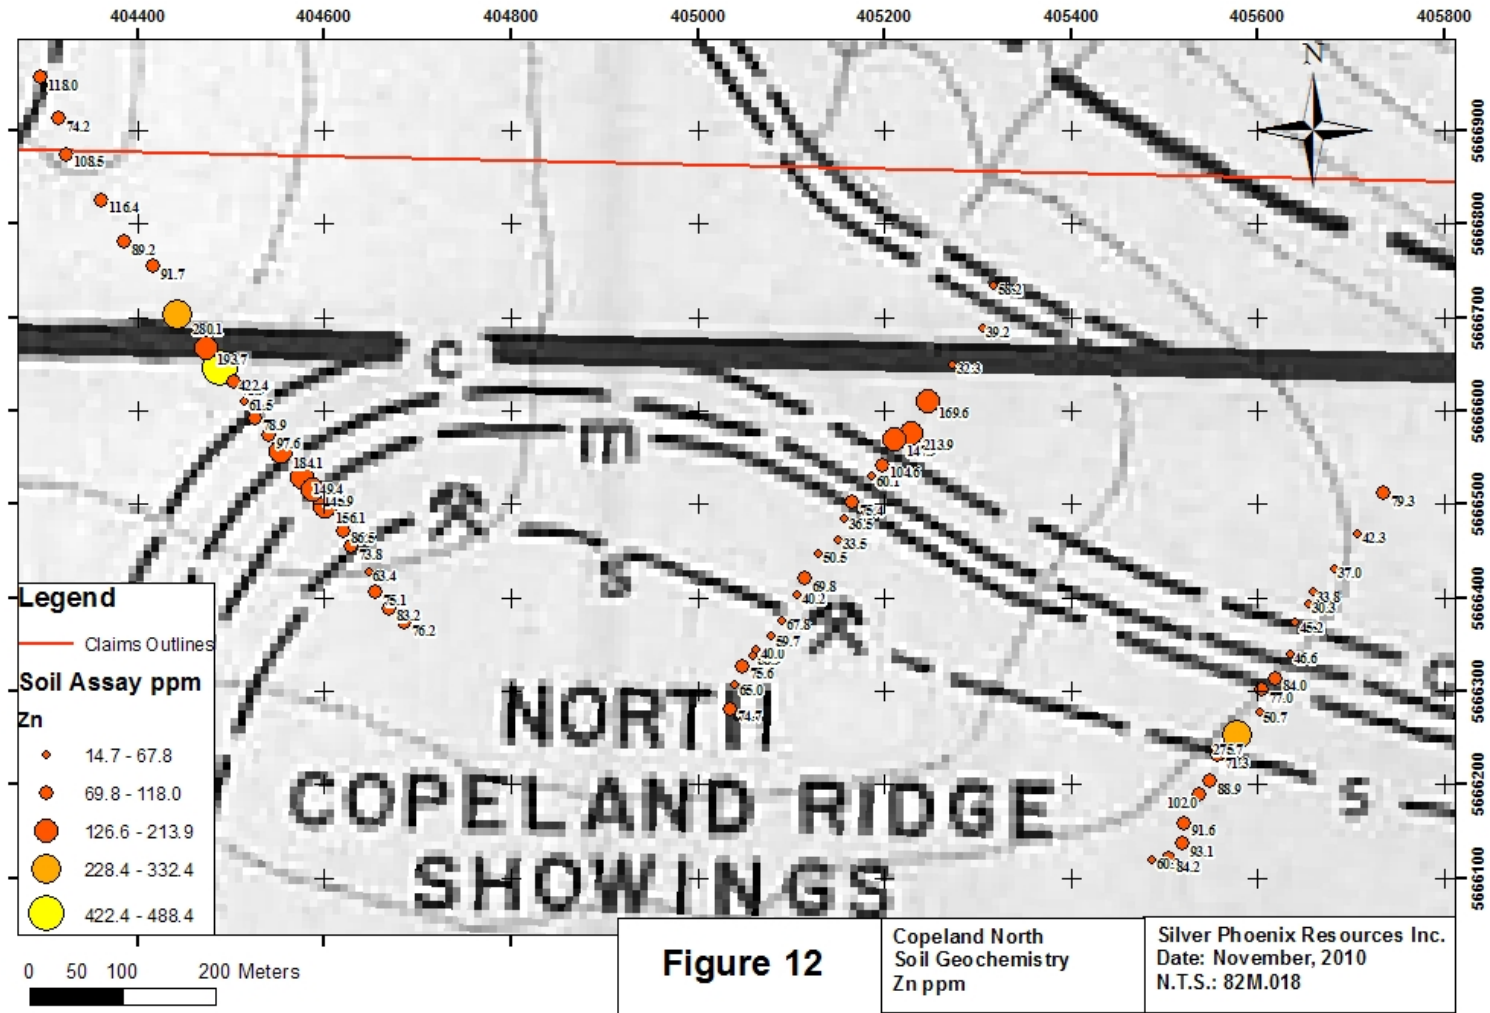 404400 404600 404800 405000 405200 405400 405600 405800
N
5666900
5666800
5666700
5666600
5666500
5666400
5666300
5666200
5666100
118.0
74.2
108.5
116.4
89.2
91.7
280.1
193.7
422.4
61.5
78.9
97.6
184.1
149.4
156.1
86.5
73.8
63.4
75.1
83.2
76.2
39.2
32.3
169.6
213.9
104.6
60.1
75.4
36.5
33.5
50.5
69.8
40.2
67.8
59.7
40.0
75.6
65.0
74.7
79.3
42.3
37.0
33.8
30.3
45.2
46.6
84.0
77.0
50.7
275.7
71.3
88.9
102.0
91.6
93.1
84.2
C
m
S
NORTH
COPELAND RIDGE
SHOWINGS
Legend
Claims Outlines
Soil Assay ppm
Zn
14.7 - 67.8
69.8 - 118.0
126.6 - 213.9
228.4 - 332.4
422.4 - 488.4
0 50 100 200 Meters
Figure 12
Copeland North
Soil Geochemistry
Zn ppm
Silver Phoenix Resources Inc.
Date: November, 2010
N.T.S.: 82M.018